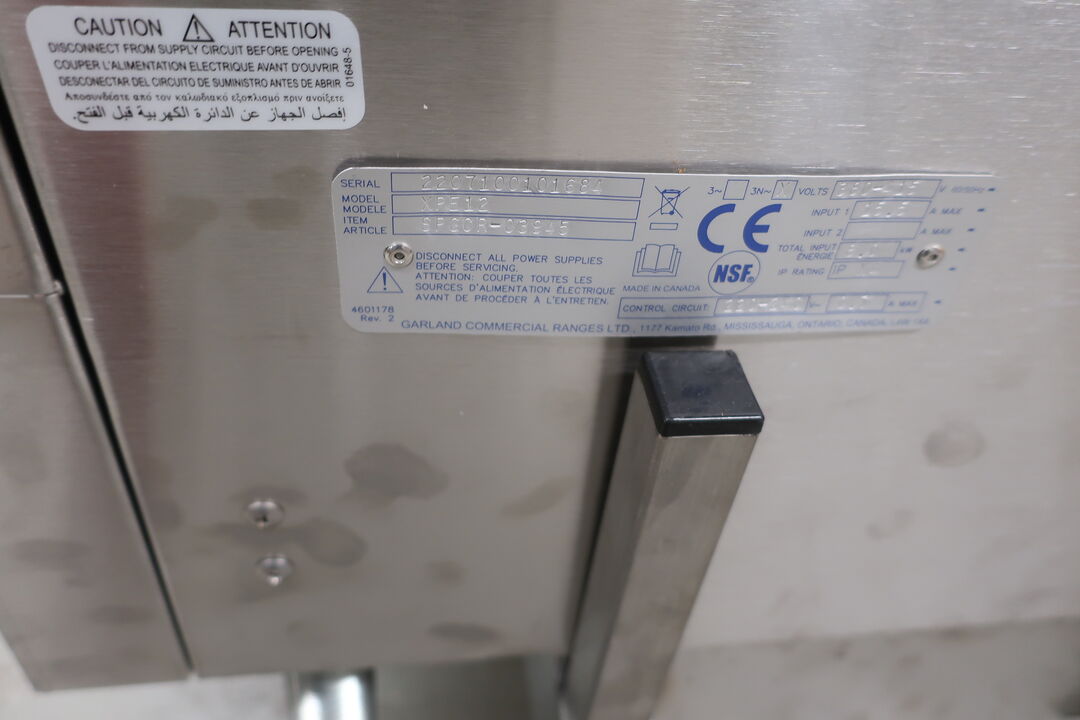 CAUTION ATTENTION
DISCONNECT FROM SUPPLY CIRCUIT BEFORE OPENING
COUPER L'ALIMENTATION ELECTRIQUE AVANT D'OUVRIR
DESCONECTAR DEL CIRCUITO DE SUMINISTRO ANTES DE ABRIR
Αποσυνδέστε από τον καλωδιακό εξοπλισμό πριν ανοίξετε
إفصل الجهاز عن الدائرة الكهربية قبل الفتح.
01648-5
SERIAL 2207100101684
MODEL
MODELE XPE12
ITEM
ARTICLE
DISCONNECT ALL POWER SUPPLIES
BEFORE SERVICING.
ATTENTION: COUPER TOUTES LES
SOURCES D'ALIMENTATION ÉLECTRIQUE
AVANT DE PROCÉDER À L'ENTRETIEN.
4601178
Rev. 2
MADE IN CANADA
CE
NSF®
3~ 3N~ X VOLTS V
INPUT 1 A MAX
INPUT 2 A MAX
TOTAL INPUT
ÉNERGIE kW
IP RATING IP
CONTROL CIRCUIT: A MAX
GARLAND COMMERCIAL RANGES LTD., 1177 Kamato Rd., MISSISSAUGA, ONTARIO, CANADA